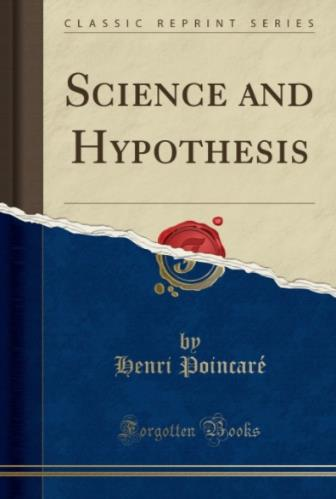 CLASSIC REPRINT SERIES
SCIENCE AND
HYPOTHESIS
by
Henri Poincaré
Forgotten Books